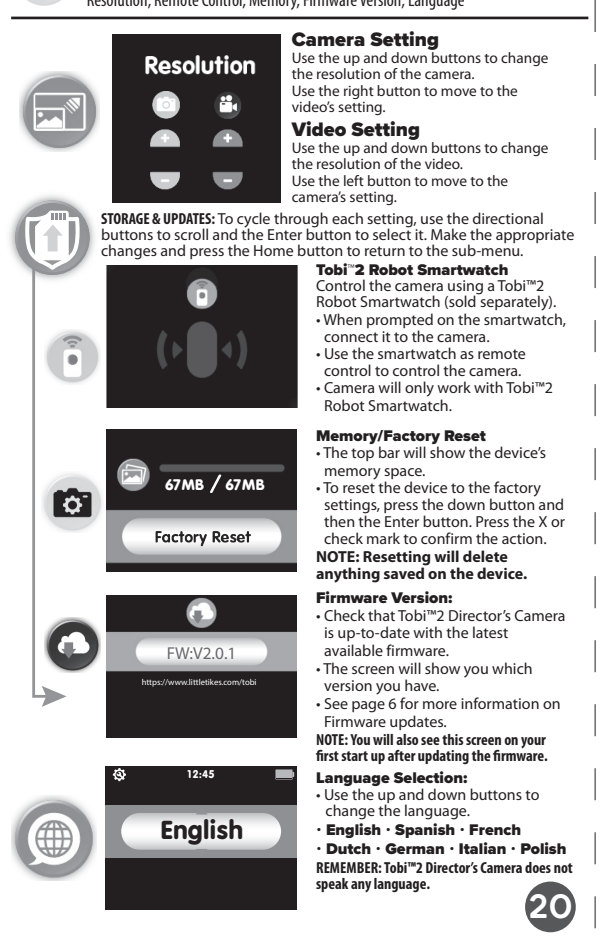 Resolution, Remote Control, Memory, Firmware Version, Language
Resolution
Camera Setting
Use the up and down buttons to change
the resolution of the camera.
Use the right button to move to the
video's setting.
Video Setting
Use the up and down buttons to change
the resolution of the video.
Use the left button to move to the
camera's setting.
STORAGE & UPDATES: To cycle through each setting, use the directional
buttons to scroll and the Enter button to select it. Make the appropriate
changes and press the Home button to return to the sub-menu.
Tobi™2 Robot Smartwatch
Control the camera using a Tobi™2
Robot Smartwatch (sold separately).
• When prompted on the smartwatch,
connect it to the camera.
• Use the smartwatch as remote
control to control the camera.
• Camera will only work with Tobi™2
Robot Smartwatch.
67MB / 67MB
Factory Reset
Memory/Factory Reset
• The top bar will show the device's
memory space.
• To reset the device to the factory
settings, press the down button and
then the Enter button. Press the X or
check mark to confirm the action.
NOTE: Resetting will delete
anything saved on the device.
FW:V2.0.1
https://www.littletikes.com/tobi
Firmware Version:
• Check that Tobi™2 Director's Camera
is up-to-date with the latest
available firmware.
• The screen will show you which
version you have.
• See page 6 for more information on
Firmware updates.
NOTE: You will also see this screen on your
first start up after updating the firmware.
12:45
English
Language Selection:
• Use the up and down buttons to
change the language.
• English • Spanish • French
• Dutch • German • Italian • Polish
REMEMBER: Tobi™2 Director's Camera does not
speak any language.
20